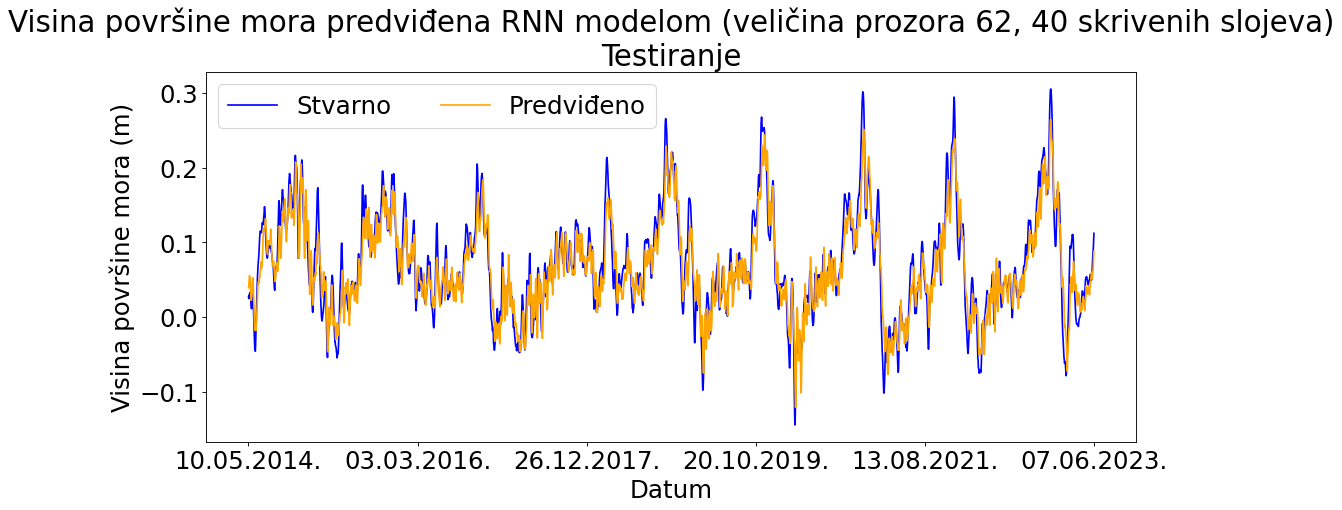 Visina površine mora predviđena RNN modelom (veličina prozora 62, 40 skrivenih slojeva)
Testiranje
Stvarno Predviđeno
Visina površine mora (m)
0.3
0.2
0.1
0.0
−0.1
10.05.2014. 03.03.2016. 26.12.2017. 20.10.2019. 13.08.2021. 07.06.2023.
Datum